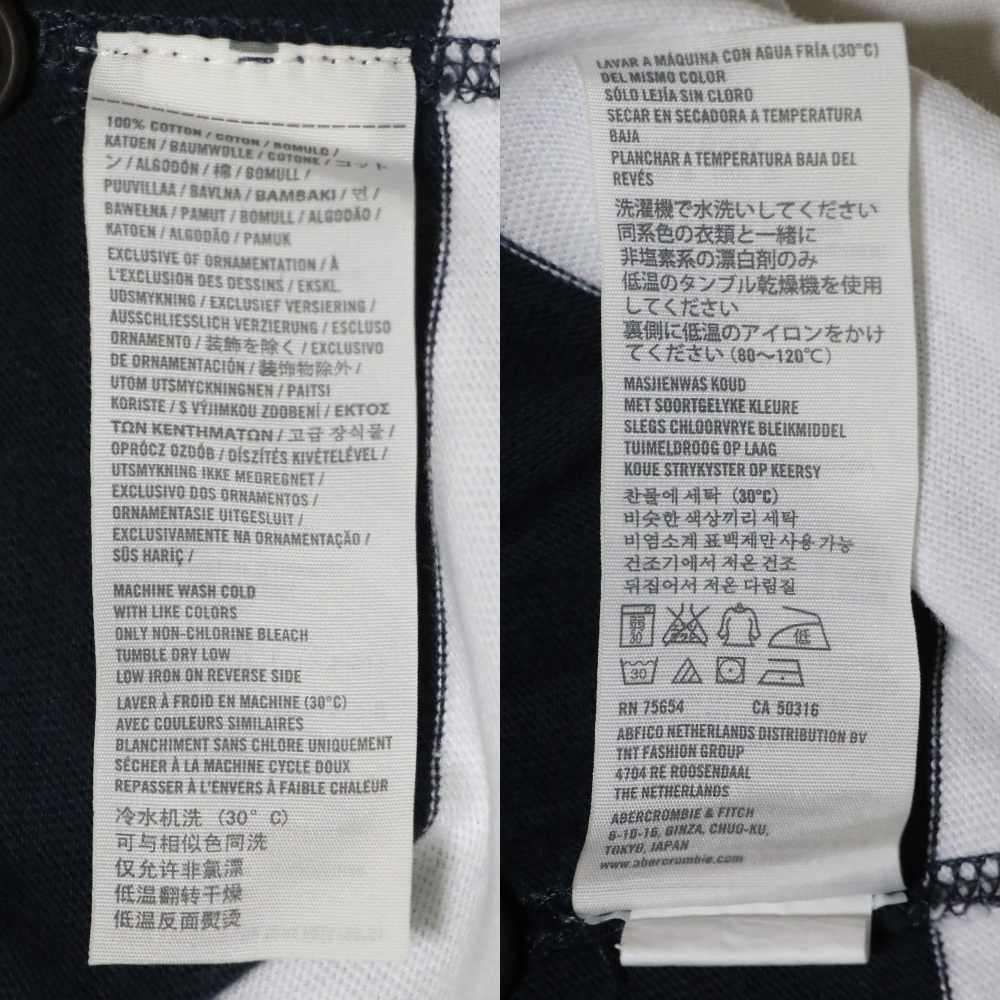 100% COTTON / COTON / BOMULD /
KATOEN / BAUMWOLLE / COTONE / コット
ン / ALGODÓN / 棉 / BOMULL /
PUUVILLAA / BAVLNA / BAMBAKI / 면 /
BAWEŁNA / PAMUT / BOMULL / ALGODÃO /
KATOEN / ALGODÃO / PAMUK
EXCLUSIVE OF ORNAMENTATION / À
L'EXCLUSION DES DESSINS / EKSKL.
UDSMYKNING / EXCLUSIEF VERSIERING /
AUSSCHLIESSLICH VERZIERUNG / ESCLUSO
ORNAMENTO / 装飾を除く / EXCLUSIVO
DE ORNAMENTACIÓN / 装饰物除外 /
UTOM UTSMYCKNINGNEN / PAITSI
KORISTE / S VÝJIMKOU ZDOBENÍ / ΕΚΤΟΣ
ΤΩΝ ΚΕΝΤΗΜΑΤΩΝ / 고급 장식물 /
OPRÓCZ OZDÓB / DÍSZÍTÉS KIVÉTELÉVEL /
UTSMYKNING IKKE MEDREGNET /
EXCLUSIVO DOS ORNAMENTOS /
ORNAMENTASIE UITGESLUIT /
EXCLUSIVAMENTE NA ORNAMENTAÇÃO /
SÜS HARIÇ /
MACHINE WASH COLD
WITH LIKE COLORS
ONLY NON-CHLORINE BLEACH
TUMBLE DRY LOW
LOW IRON ON REVERSE SIDE
LAVER À FROID EN MACHINE (30°C)
AVEC COULEURS SIMILAIRES
BLANCHIMENT SANS CHLORE UNIQUEMENT
SÉCHER À LA MACHINE CYCLE DOUX
REPASSER À L'ENVERS À FAIBLE CHALEUR
冷水机洗 (30° C)
可与相似色同洗
仅允许非氯漂
低温翻转干燥
低温反面熨烫
LAVAR A MÁQUINA CON AGUA FRÍA (30°C)
DEL MISMO COLOR
SÓLO LEJÍA SIN CLORO
SECAR EN SECADORA A TEMPERATURA
BAJA
PLANCHAR A TEMPERATURA BAJA DEL
REVÉS
洗濯機で水洗いしてください
同系色の衣類と一緒に
非塩素系の漂白剤のみ
低温のタンブル乾燥機を使用
してください
裏側に低温のアイロンをかけ
てください (80～120℃)
MASJIENWAS KOUD
MET SOORTGELYKE KLEURE
SLEGS CHLOORVRYE BLEIKMIDDEL
TUIMELDROOG OP LAAG
KOUE STRYKYSTER OP KEERSY
찬물에 세탁 (30°C)
비슷한 색상끼리 세탁
비염소계 표백제만 사용 가능
건조기에서 저온 건조
뒤집어서 저온 다림질
30 低
30
RN 75654 CA 50316
ABFICO NETHERLANDS DISTRIBUTION BV
TNT FASHION GROUP
4704 RE ROOSENDAAL
THE NETHERLANDS
ABERCROMBIE & FITCH
6-10-16, GINZA, CHUO-KU,
TOKYO, JAPAN
www.abercrombie.com